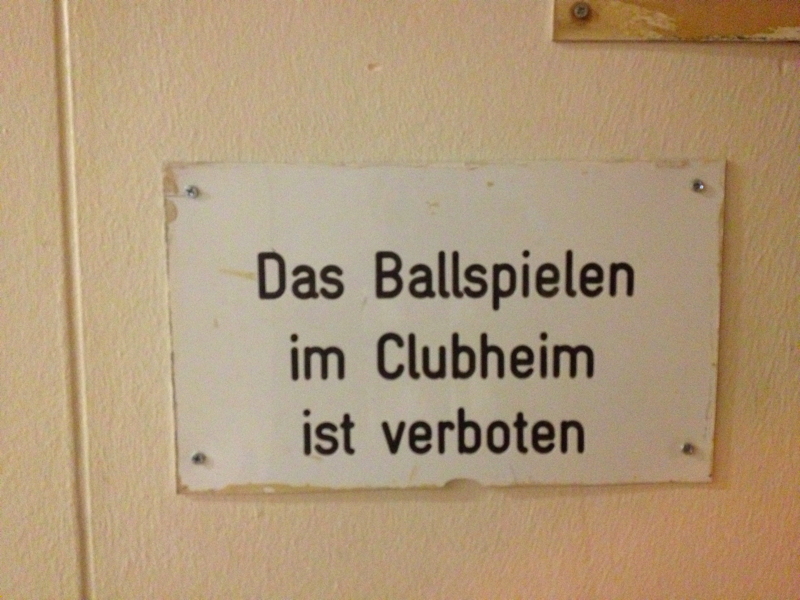 Das Ballspielen
im Clubheim
ist verboten